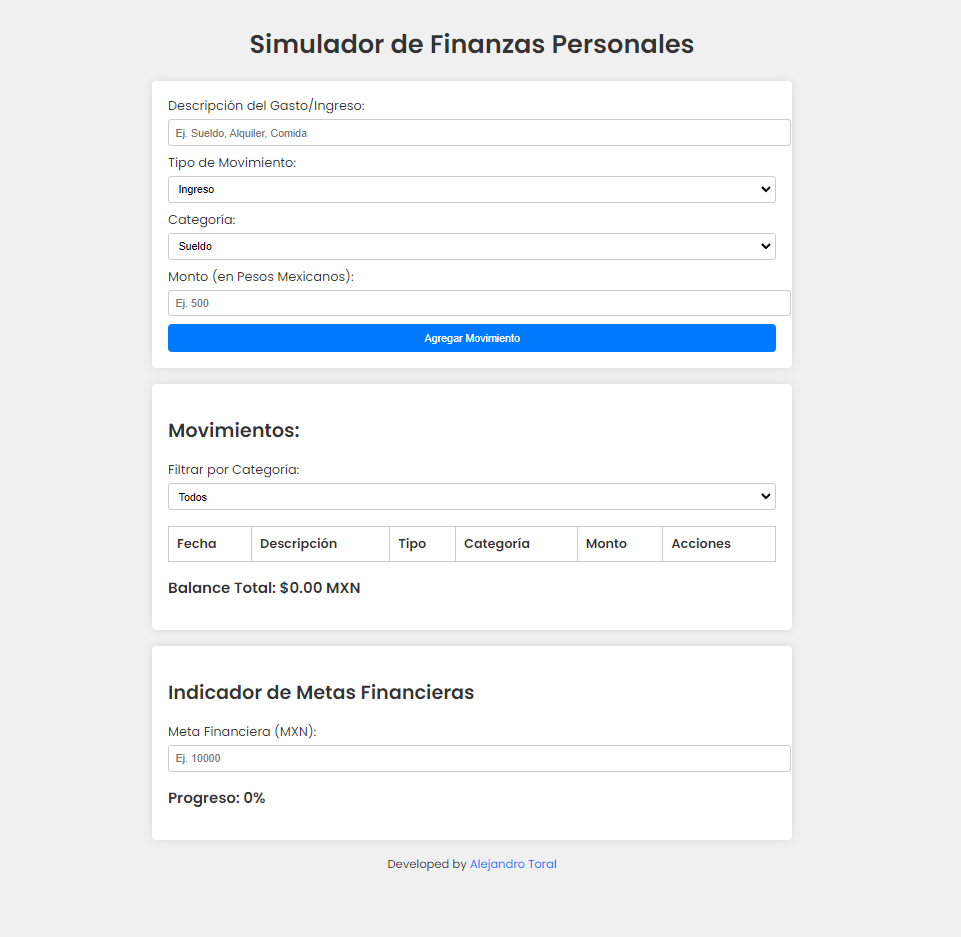 Simulador de Finanzas Personales
Descripción del Gasto/Ingreso:
Ej. Sueldo, Alquiler, Comida
Tipo de Movimiento:
Ingreso
Categoría:
Sueldo
Monto (en Pesos Mexicanos):
Ej. 500
Agregar Movimiento
Movimientos:
Filtrar por Categoría:
Todos
Fecha Descripción Tipo Categoría Monto Acciones
Balance Total: $0.00 MXN
Indicador de Metas Financieras
Meta Financiera (MXN):
Ej. 10000
Progreso: 0%
Developed by Alejandro Toral